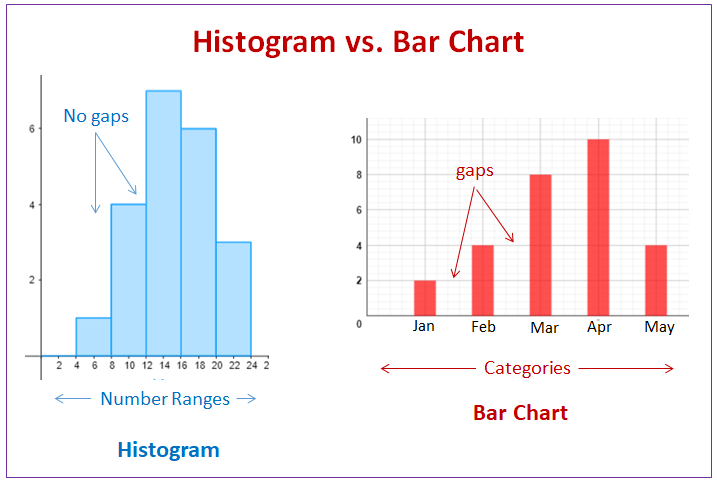 Histogram vs. Bar Chart
No gaps
6
4
2
2 4 6 8 10 12 14 16 18 20 22 24 2
Number Ranges
Histogram
gaps
10
8
6
4
2
0
Jan Feb Mar Apr May
Categories
Bar Chart